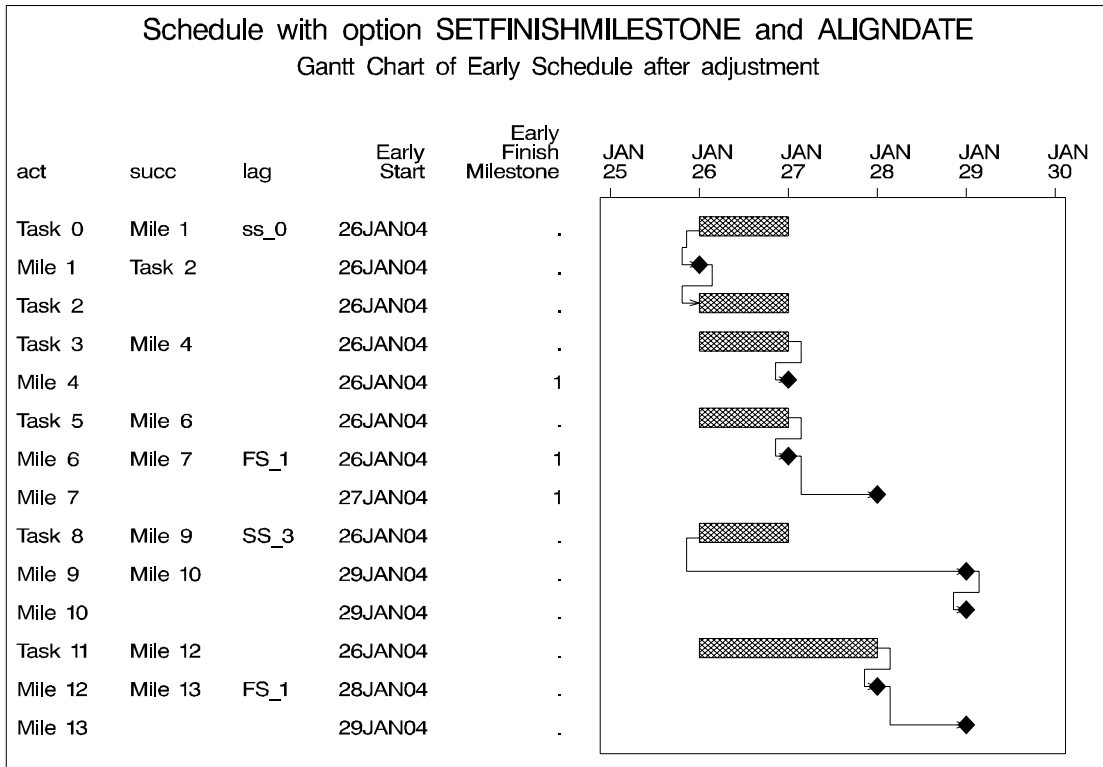 Schedule with option SETFINISHMILESTONE and ALIGNDATE
Gantt Chart of Early Schedule after adjustment
act succ lag Early Start Early Finish Milestone JAN 25 JAN 26 JAN 27 JAN 28 JAN 29 JAN 30
Task 0 Mile 1 ss_0 26JAN04 .
Mile 1 Task 2 26JAN04 .
Task 2 26JAN04 .
Task 3 Mile 4 26JAN04 .
Mile 4 26JAN04 1
Task 5 Mile 6 26JAN04 .
Mile 6 Mile 7 FS_1 26JAN04 1
Mile 7 27JAN04 1
Task 8 Mile 9 SS_3 26JAN04 .
Mile 9 Mile 10 29JAN04 .
Mile 10 29JAN04 .
Task 11 Mile 12 26JAN04 .
Mile 12 Mile 13 FS_1 28JAN04 .
Mile 13 29JAN04 .